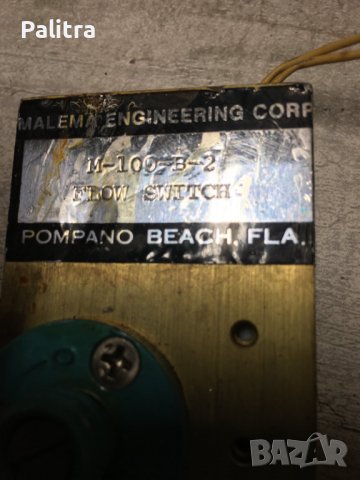 Palitra
MALEMA ENGINEERING CORP
M-100-B-2
FLOW SWITCH
POMPANO BEACH, FLA.
BAZAR